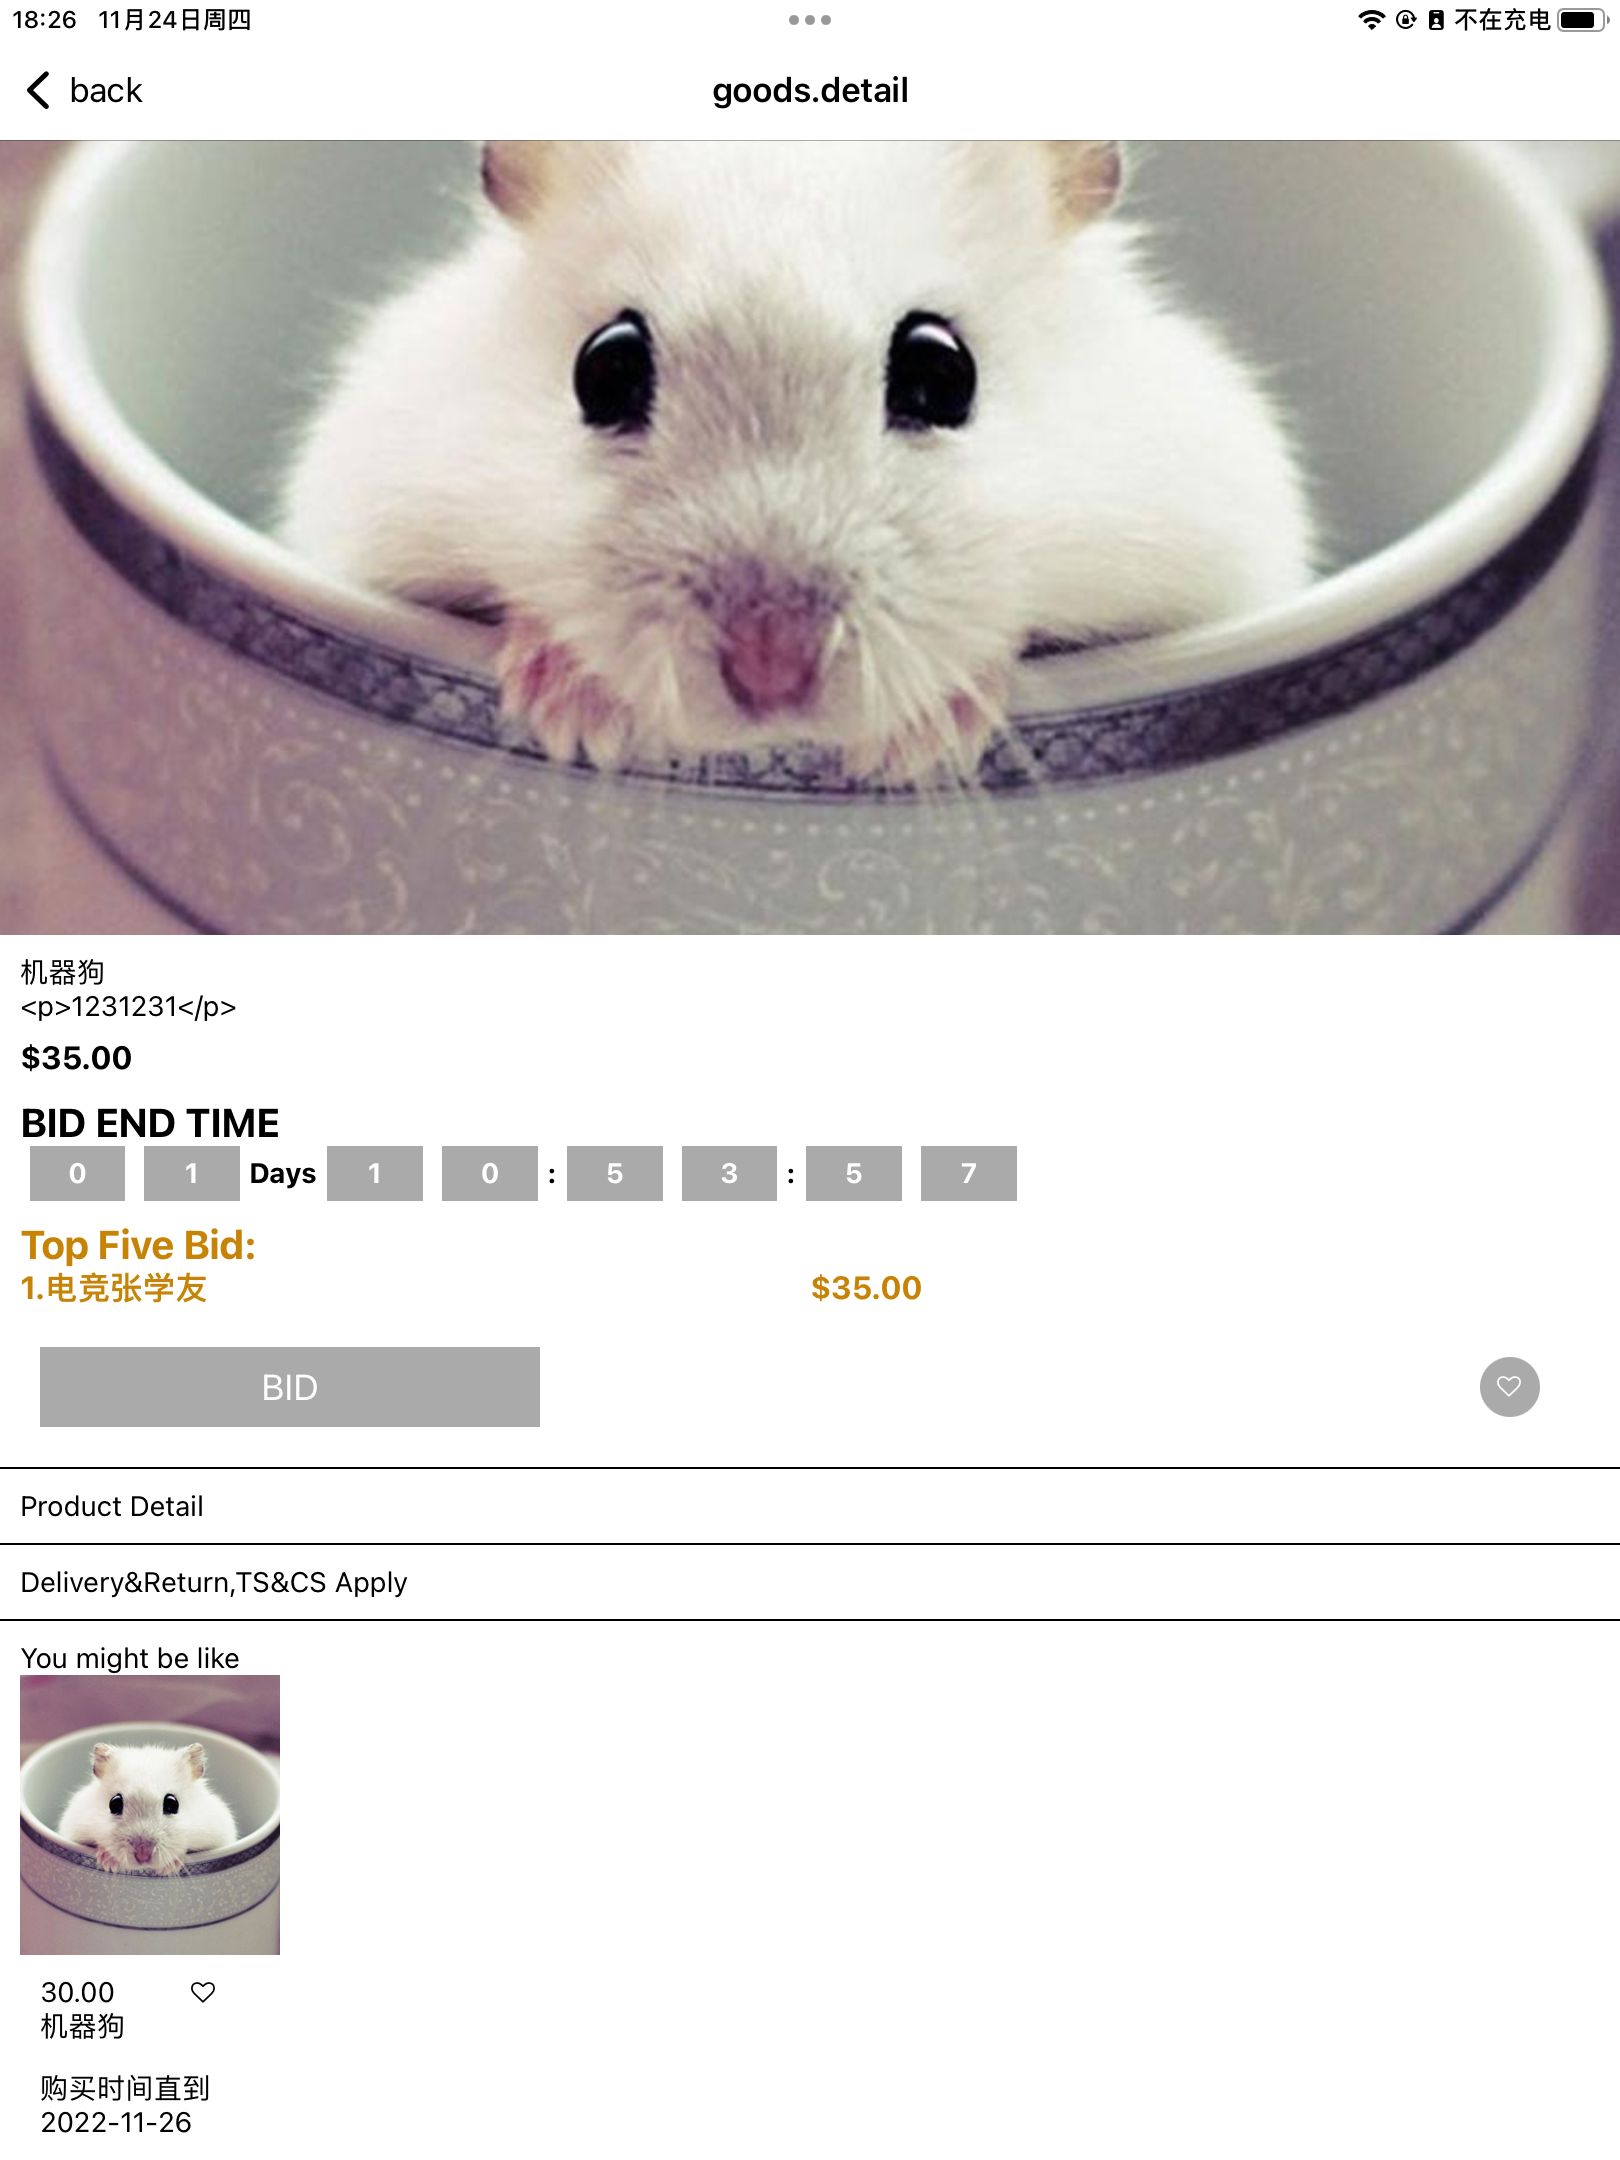 18:26 11月24日周四
不在充电
back
goods.detail
机器狗
<p>1231231</p>
$35.00
BID END TIME
0 1 Days 1 0 : 5 3 : 5 7
Top Five Bid:
1.电竞张学友 $35.00
BID
Product Detail
Delivery&Return,TS&CS Apply
You might be like
30.00
机器狗
购买时间直到
2022-11-26